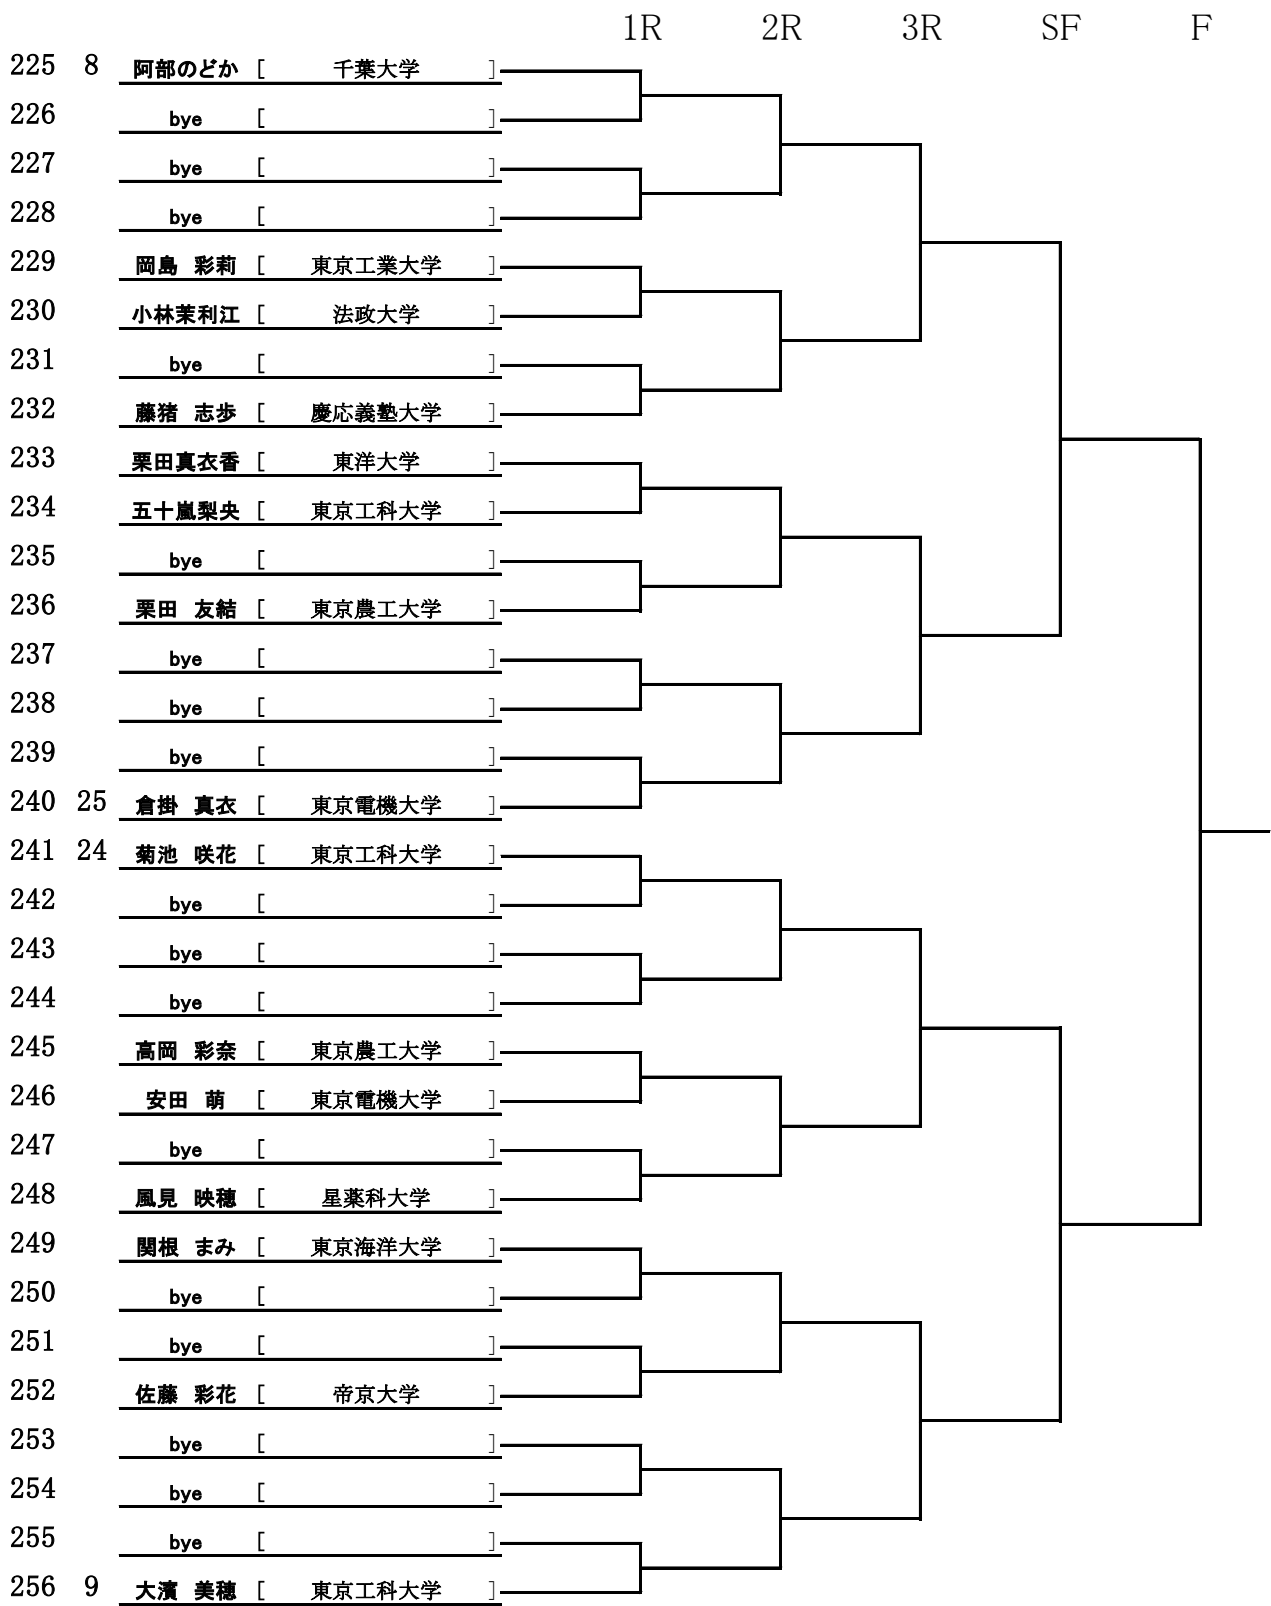 1R 2R 3R SF F
225 8 阿部のどか [ 千葉大学 ]
226 bye [ ]
227 bye [ ]
228 bye [ ]
229 岡島 彩莉 [ 東京工業大学 ]
230 小林茉利江 [ 法政大学 ]
231 bye [ ]
232 藤猪 志歩 [ 慶応義塾大学 ]
233 栗田真衣香 [ 東洋大学 ]
234 五十嵐梨央 [ 東京工科大学 ]
235 bye [ ]
236 栗田 友結 [ 東京農工大学 ]
237 bye [ ]
238 bye [ ]
239 bye [ ]
240 25 倉掛 真衣 [ 東京電機大学 ]
241 24 菊池 咲花 [ 東京工科大学 ]
242 bye [ ]
243 bye [ ]
244 bye [ ]
245 高岡 彩奈 [ 東京農工大学 ]
246 安田 萌 [ 東京電機大学 ]
247 bye [ ]
248 風見 映穂 [ 星薬科大学 ]
249 関根 まみ [ 東京海洋大学 ]
250 bye [ ]
251 bye [ ]
252 佐藤 彩花 [ 帝京大学 ]
253 bye [ ]
254 bye [ ]
255 bye [ ]
256 9 大濱 美穂 [ 東京工科大学 ]